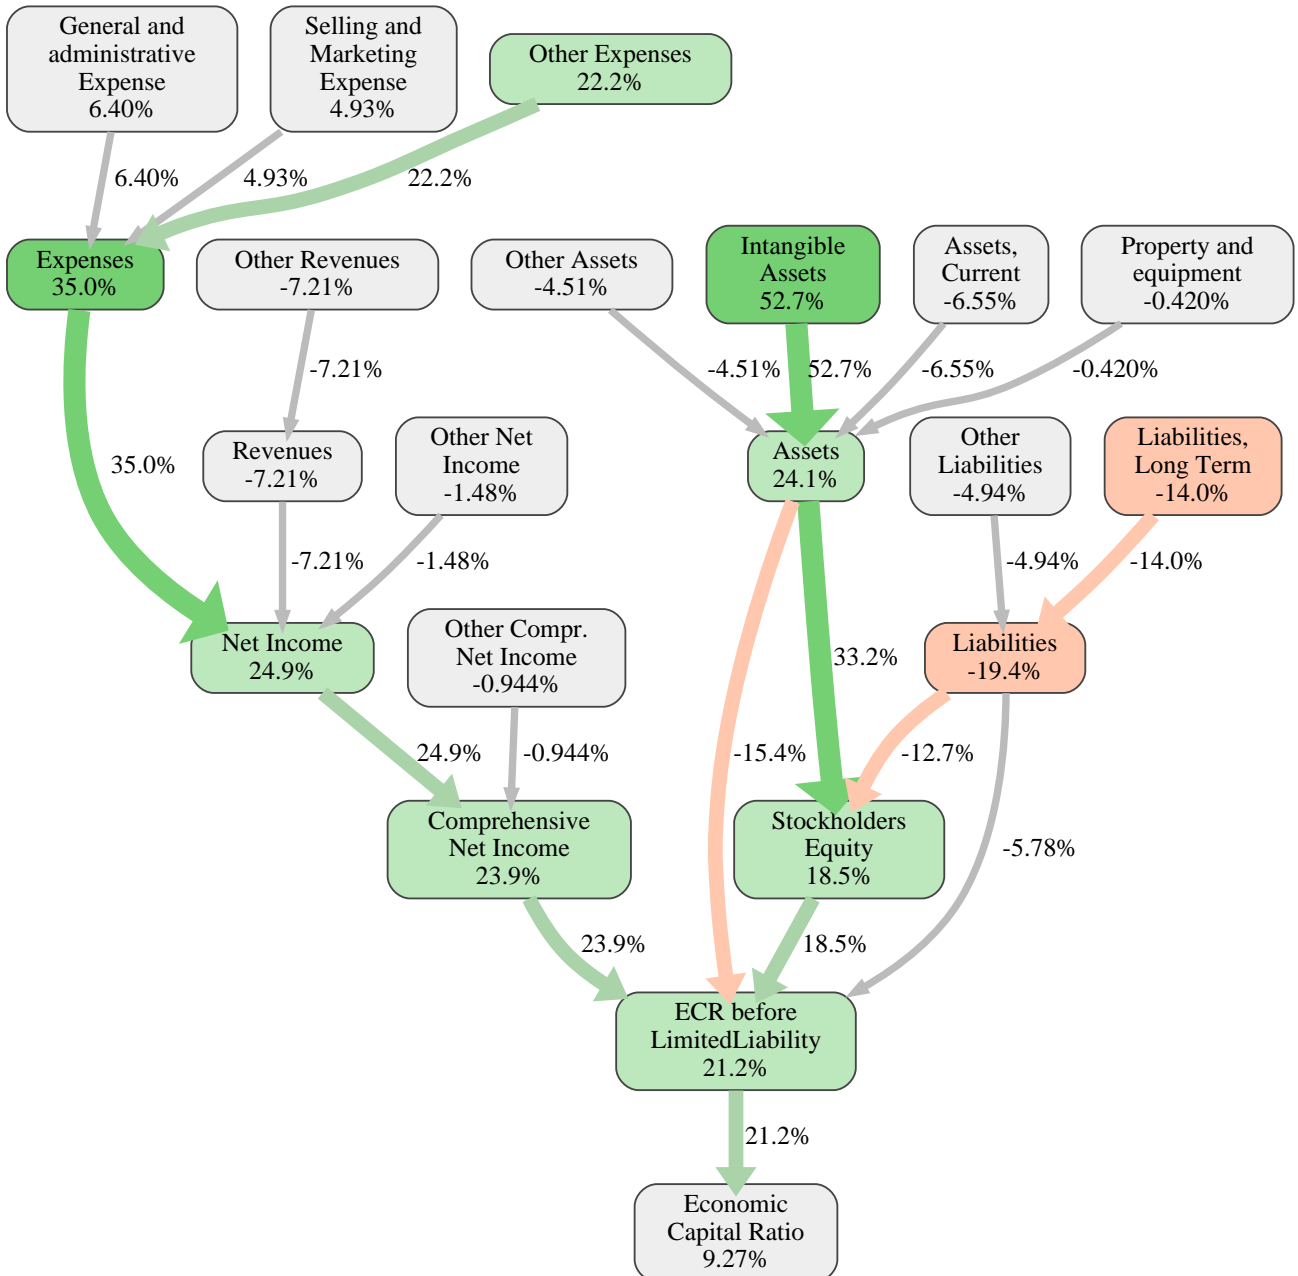 General and
administrative
Expense
6.40%
Selling and
Marketing
Expense
4.93%
Other Expenses
22.2%
6.40%
4.93%
22.2%
Expenses
35.0%
Other Revenues
-7.21%
Other Assets
-4.51%
Intangible
Assets
52.7%
Assets,
Current
-6.55%
Property and
equipment
-0.420%
-7.21%
-4.51%
52.7%
-6.55%
-0.420%
35.0%
Revenues
-7.21%
Other Net
Income
-1.48%
Assets
24.1%
Other
Liabilities
-4.94%
Liabilities,
Long Term
-14.0%
-7.21%
-1.48%
-4.94%
-14.0%
Net Income
24.9%
Other Compr.
Net Income
-0.944%
33.2%
Liabilities
-19.4%
24.9%
-0.944%
-15.4%
-12.7%
Comprehensive
Net Income
23.9%
Stockholders
Equity
18.5%
-5.78%
23.9%
18.5%
ECR before
LimitedLiability
21.2%
21.2%
Economic
Capital Ratio
9.27%